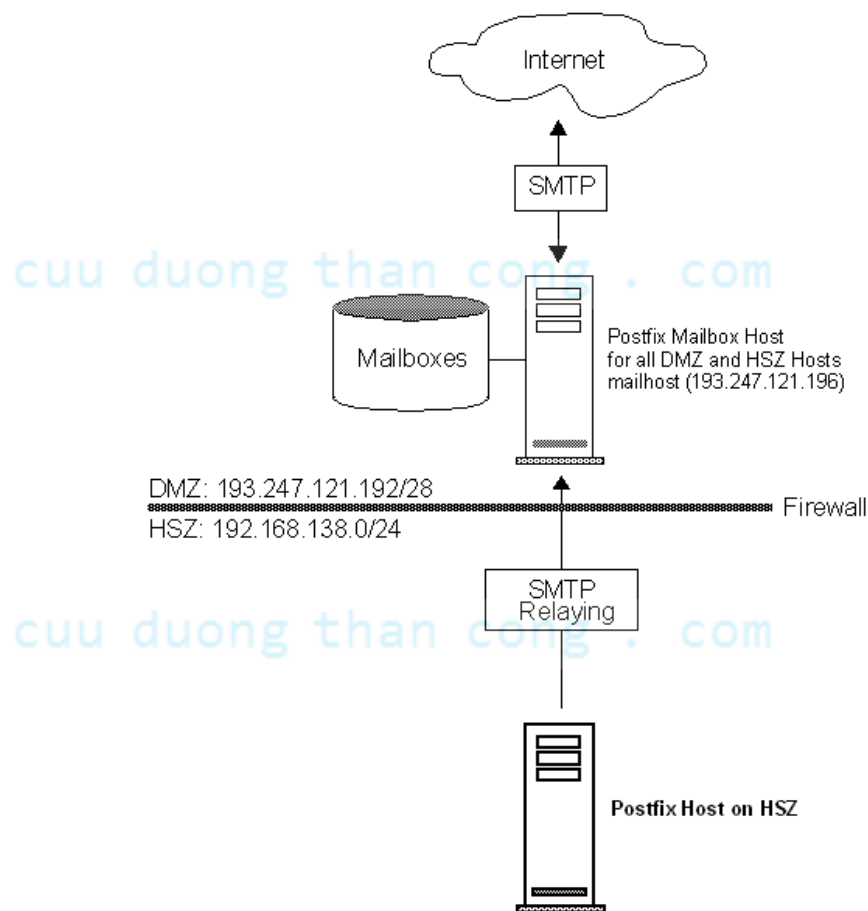 Internet
SMTP
cuu duong than cong . com
Mailboxes
Postfix Mailbox Host
for all DMZ and HSZ Hosts
mailhost (193.247.121.196)
DMZ: 193.247.121.192/28
Firewall
HSZ: 192.168.138.0/24
SMTP
Relaying
cuu duong than cong . com
Postfix Host on HSZ